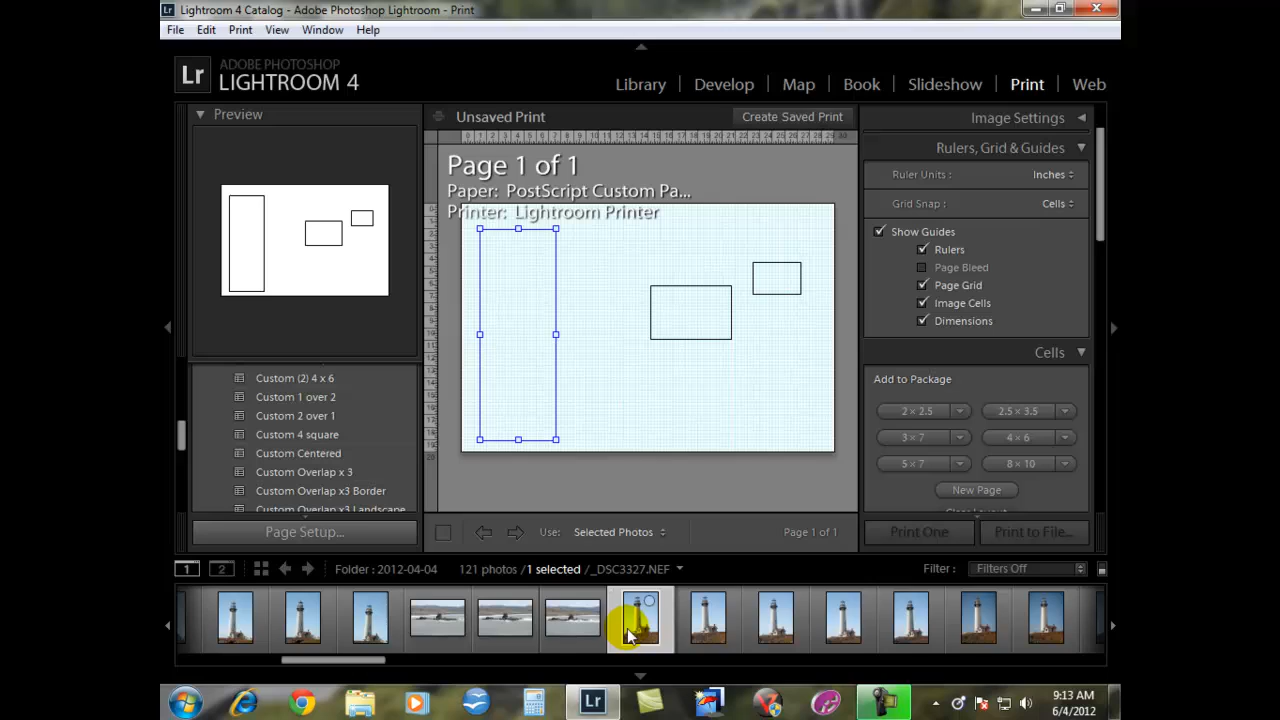 Lightroom 4 Catalog - Adobe Photoshop Lightroom - Print
File Edit Print View Window Help
Lr ADOBE PHOTOSHOP
LIGHTROOM 4
Library | Develop | Map | Book | Slideshow | Print | Web
Preview
Unsaved Print
Create Saved Print
Image Settings
Page 1 of 1
Paper: PostScript Custom Pa...
Printer: Lightroom Printer
Rulers, Grid & Guides
Ruler Units : Inches
Grid Snap : Cells
Show Guides
Rulers
Page Bleed
Page Grid
Image Cells
Dimensions
Cells
Add to Package
2 × 2.5
2.5 × 3.5
3 × 7
4 × 6
5 × 7
8 × 10
New Page
Custom (2) 4 x 6
Custom 1 over 2
Custom 2 over 1
Custom 4 square
Custom Centered
Custom Overlap x 3
Custom Overlap x3 Border
Custom Overlap x3 Landscape
Page Setup...
Use: Selected Photos
Page 1 of 1
Print One
Print to File...
1 2 Folder : 2012-04-04 121 photos / 1 selected / _DSC3327.NEF
Filter : Filters Off
Lr
9:13 AM
6/4/2012